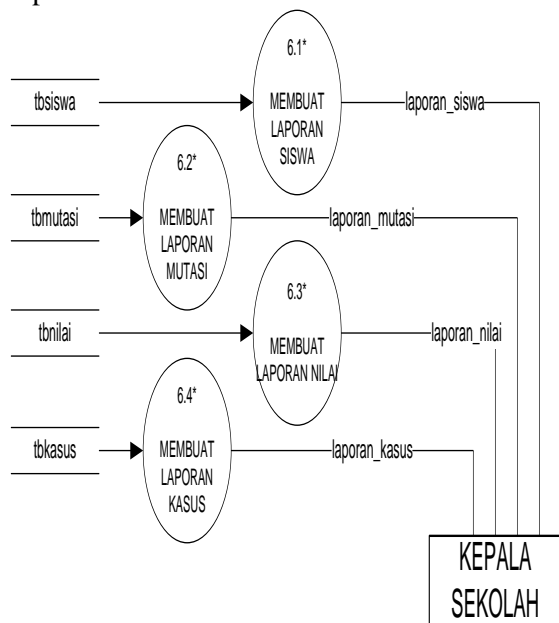 6.1*
tbsiswa
MEMBUAT
LAPORAN
SISWA
laporan_siswa
6.2*
tbmutasi
MEMBUAT
LAPORAN
MUTASI
laporan_mutasi
6.3*
tbnilai
MEMBUAT
LAPORAN NILAI
laporan_nilai
6.4*
tbkasus
MEMBUAT
LAPORAN
KASUS
laporan_kasus
KEPALA
SEKOLAH